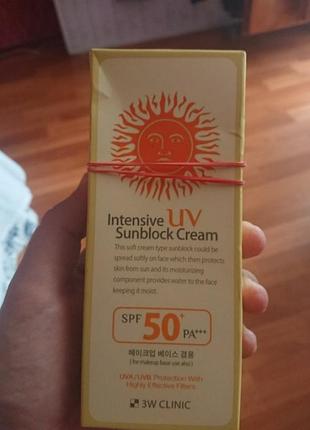 Intensive UV
Sunblock Cream
This soft cream type sunblock could be
spread softly on face which then protects
skin from sun and its moisturizing
component provides water to the face
keeping it moist.
SPF 50+ PA+++
메이크업 베이스 겸용
(for makeup base use also)
UVA/UVB Protection With
Highly Effective Filters
3W CLINIC